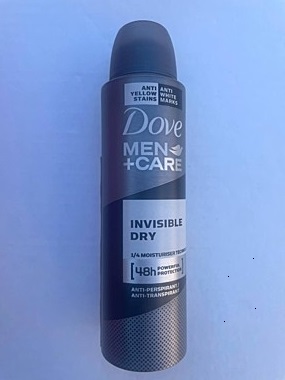 ANTI YELLOW STAINS
ANTI WHITE MARKS
Dove
MEN
+CARE
INVISIBLE
DRY
1/4 MOISTURISER
48h POWERFUL PROTECTION
ANTI-PERSPIRANT
ANTI-TRANSPIRANT